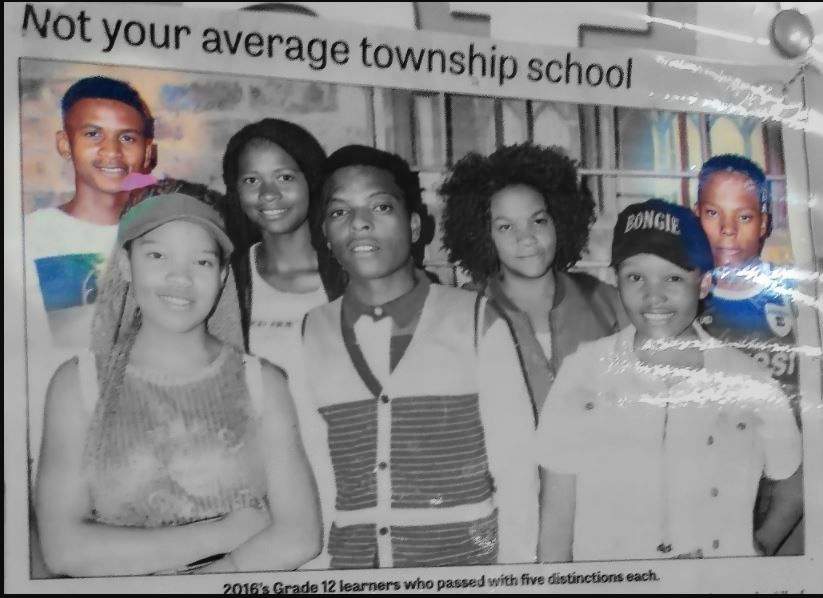 Not your average township school
BONGIE
2016's Grade 12 learners who passed with five distinctions each.